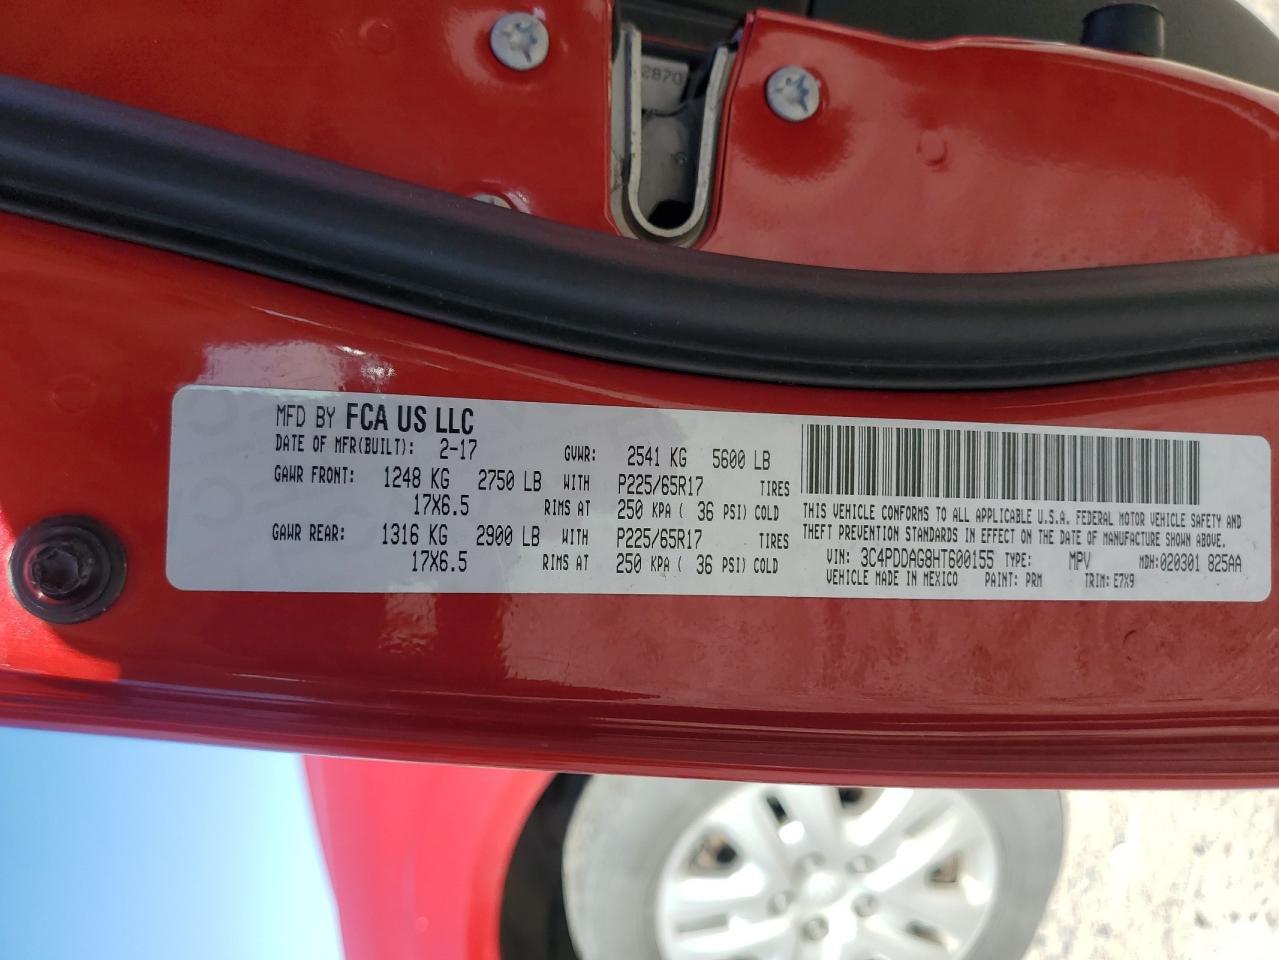 2870
MFD BY FCA US LLC
DATE OF MFR(BUILT): 2-17 GVWR: 2541 KG 5600 LB
GAWR FRONT: 1248 KG 2750 LB WITH P225/65R17 TIRES
17X6.5 RIMS AT 250 KPA ( 36 PSI) COLD
GAWR REAR: 1316 KG 2900 LB WITH P225/65R17 TIRES
17X6.5 RIMS AT 250 KPA ( 36 PSI) COLD
THIS VEHICLE CONFORMS TO ALL APPLICABLE U.S.A. FEDERAL MOTOR VEHICLE SAFETY AND
THEFT PREVENTION STANDARDS IN EFFECT ON THE DATE OF MANUFACTURE SHOWN ABOVE.
VIN: 3C4PDDAG8HT600155 TYPE: MPV MDH:020301 825AA
VEHICLE MADE IN MEXICO PAINT: PRM TRIM: E7X9